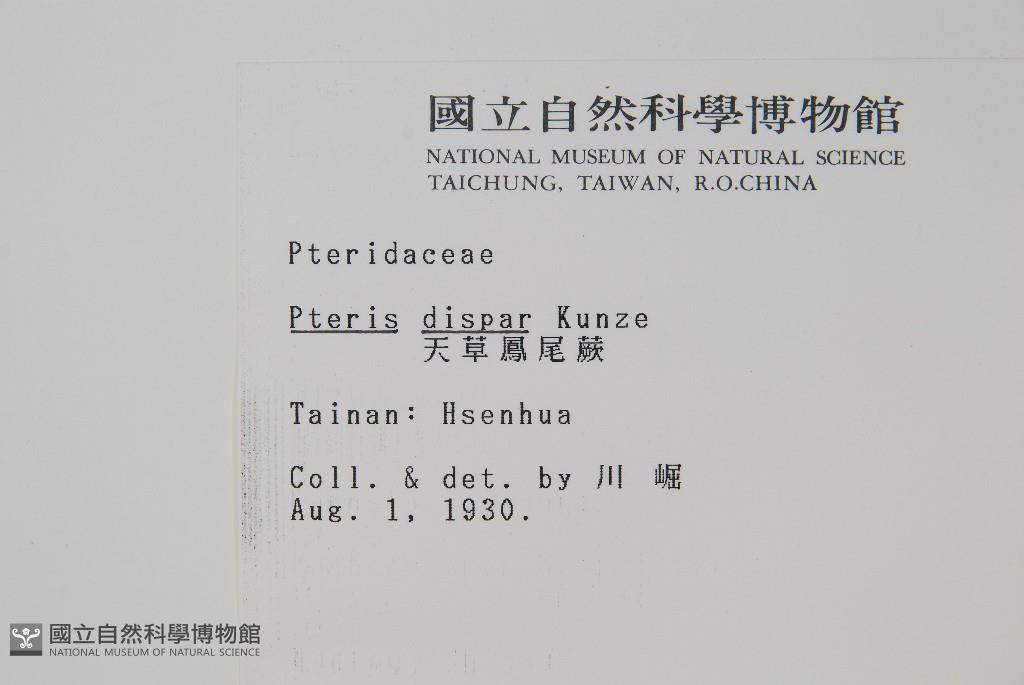 國立自然科學博物館
NATIONAL MUSEUM OF NATURAL SCIENCE
TAICHUNG, TAIWAN, R.O.CHINA
Pteridaceae
Pteris dispar Kunze
天草鳳尾蕨
Tainan: Hsenhua
Coll. & det. by 川 崛
Aug. 1, 1930.
國立自然科學博物館
NATIONAL MUSEUM OF NATURAL SCIENCE